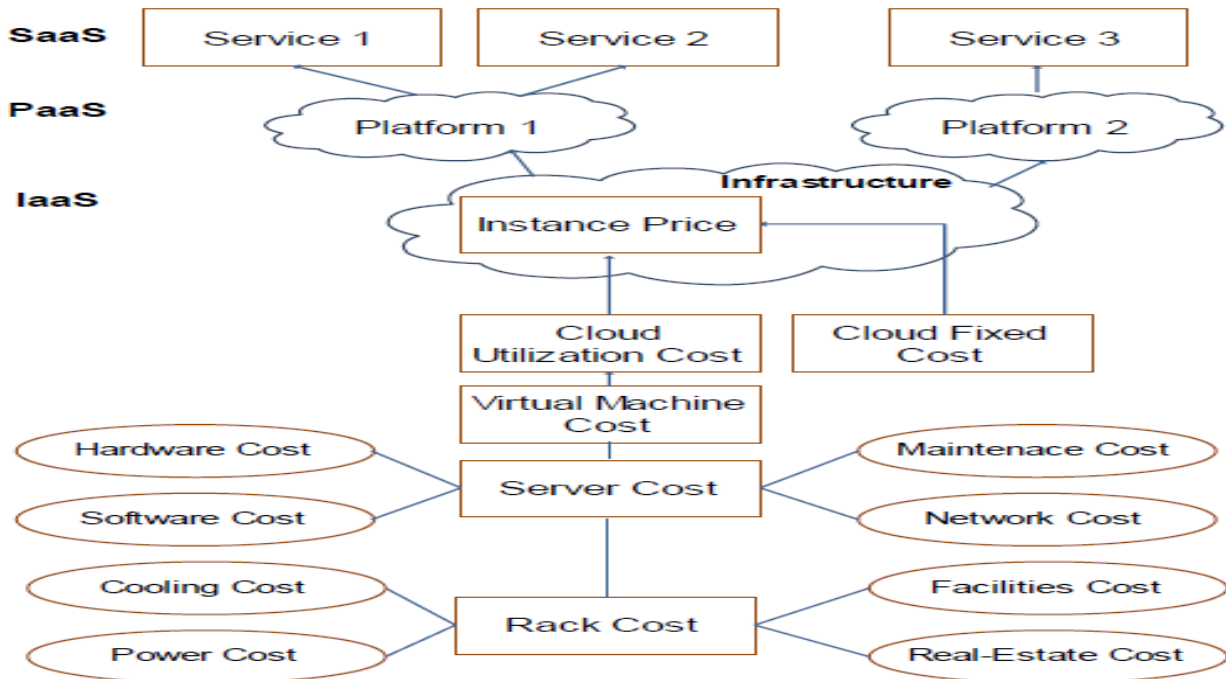 SaaS
Service 1
Service 2
Service 3
PaaS
Platform 1
Platform 2
IaaS
Infrastructure
Instance Price
Cloud
Utilization Cost
Cloud Fixed
Cost
Virtual Machine
Cost
Hardware Cost
Maintenace Cost
Server Cost
Software Cost
Network Cost
Cooling Cost
Facilities Cost
Rack Cost
Power Cost
Real-Estate Cost